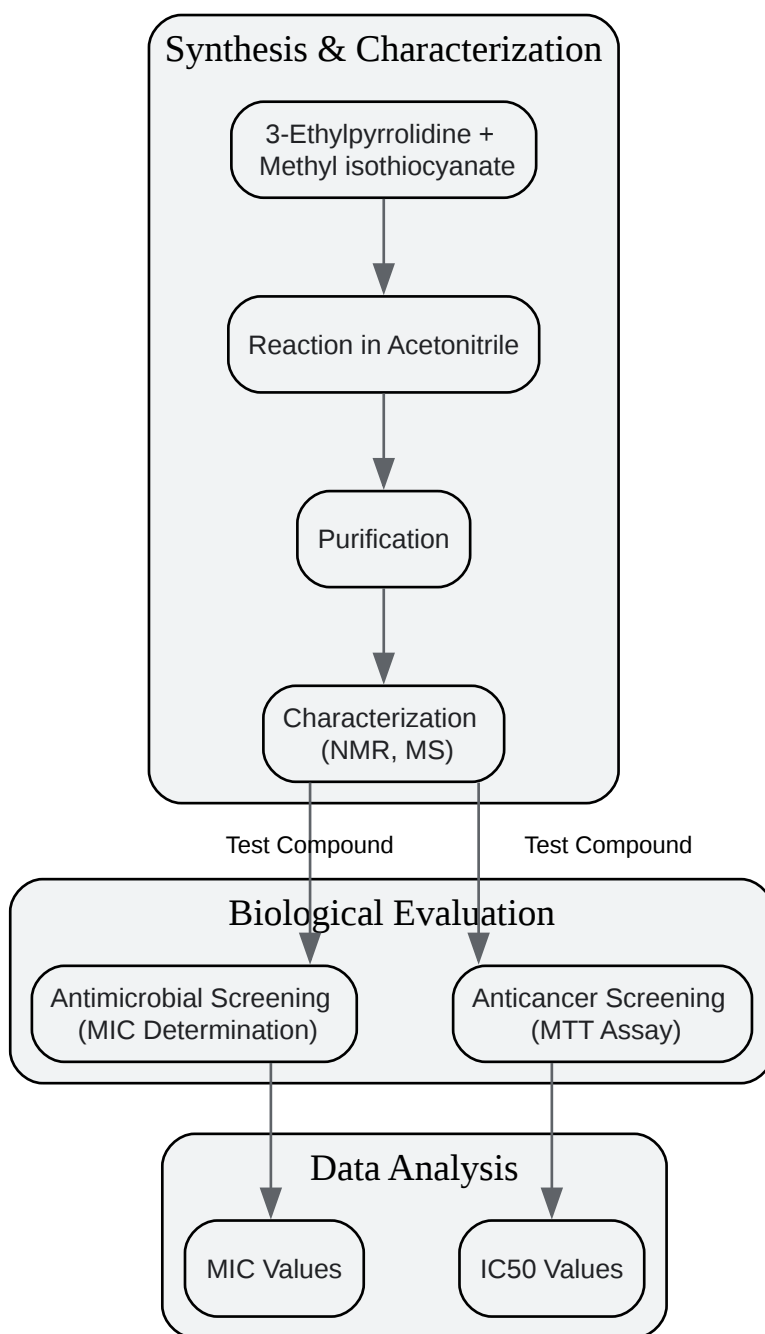 Synthesis & Characterization
3-Ethylpyrrolidine +
Methyl isothiocyanate
Reaction in Acetonitrile
Purification
Characterization
(NMR, MS)
Test Compound
Test Compound
Biological Evaluation
Antimicrobial Screening
(MIC Determination)
Anticancer Screening
(MTT Assay)
Data Analysis
MIC Values
IC50 Values